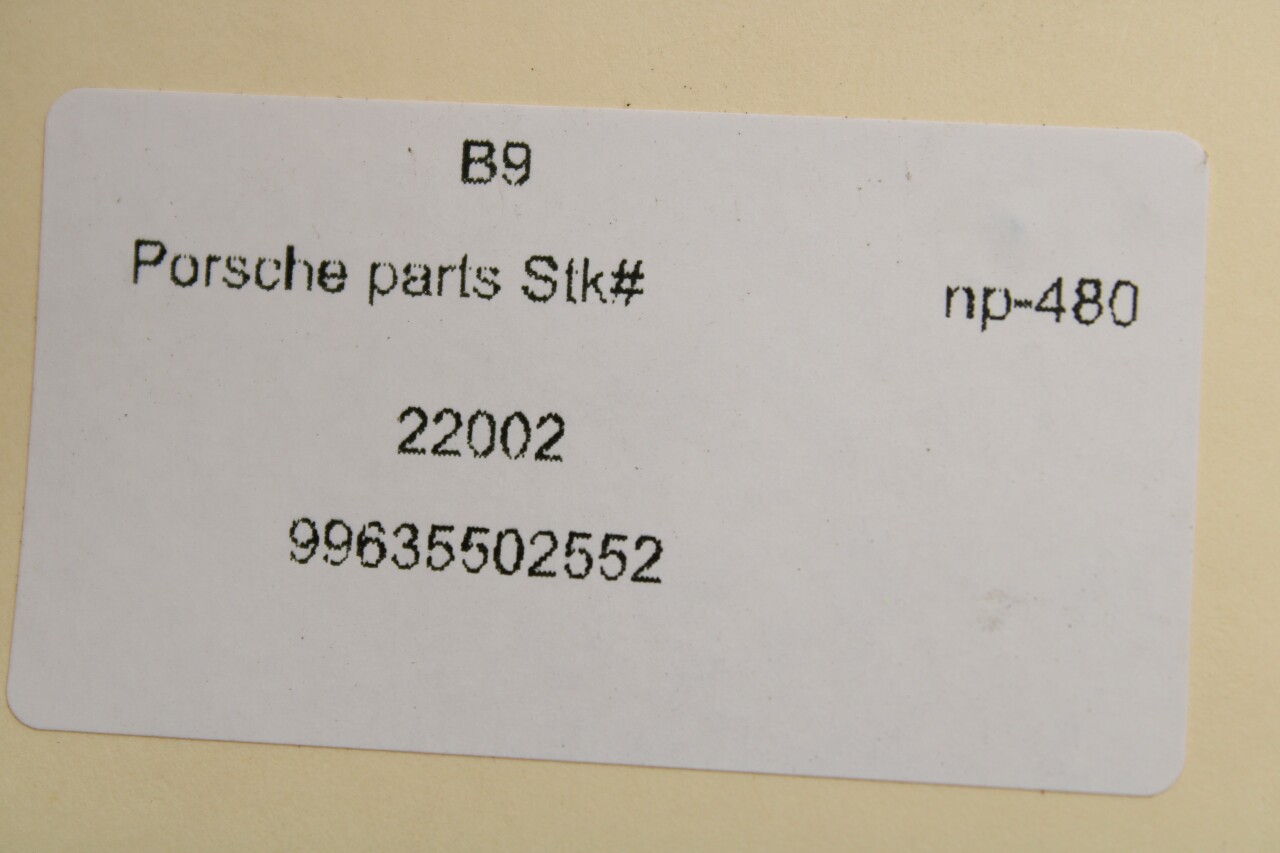 B9
Porsche parts Stk# np-480
22002
99635502552